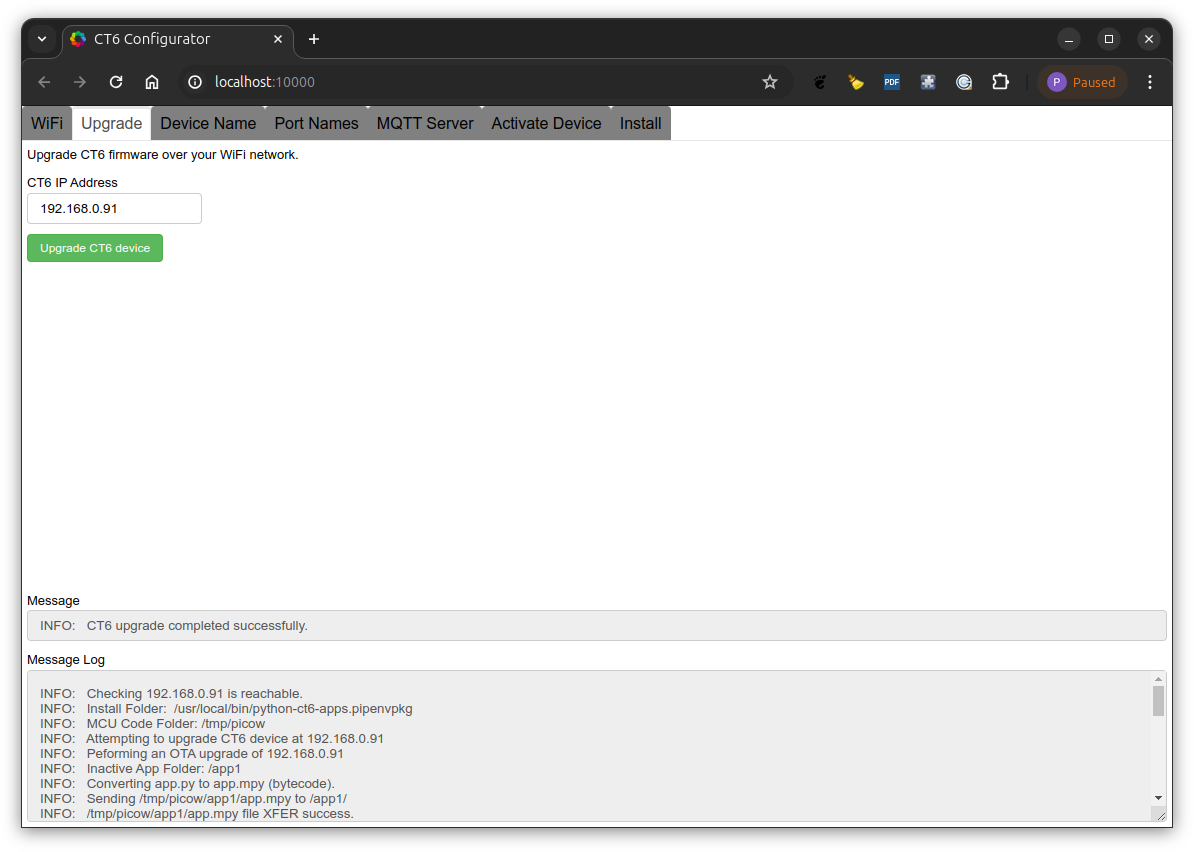 CT6 Configurator
localhost:10000
PDF
P Paused
WiFi Upgrade Device Name Port Names MQTT Server Activate Device Install
Upgrade CT6 firmware over your WiFi network.
CT6 IP Address
192.168.0.91
Upgrade CT6 device
Message
INFO: CT6 upgrade completed successfully.
Message Log
INFO: Checking 192.168.0.91 is reachable.
INFO: Install Folder: /usr/local/bin/python-ct6-apps.pipenvpkg
INFO: MCU Code Folder: /tmp/picow
INFO: Attempting to upgrade CT6 device at 192.168.0.91
INFO: Peforming an OTA upgrade of 192.168.0.91
INFO: Inactive App Folder: /app1
INFO: Converting app.py to app.mpy (bytecode).
INFO: Sending /tmp/picow/app1/app.mpy to /app1/
INFO: /tmp/picow/app1/app.mpy file XFER success.